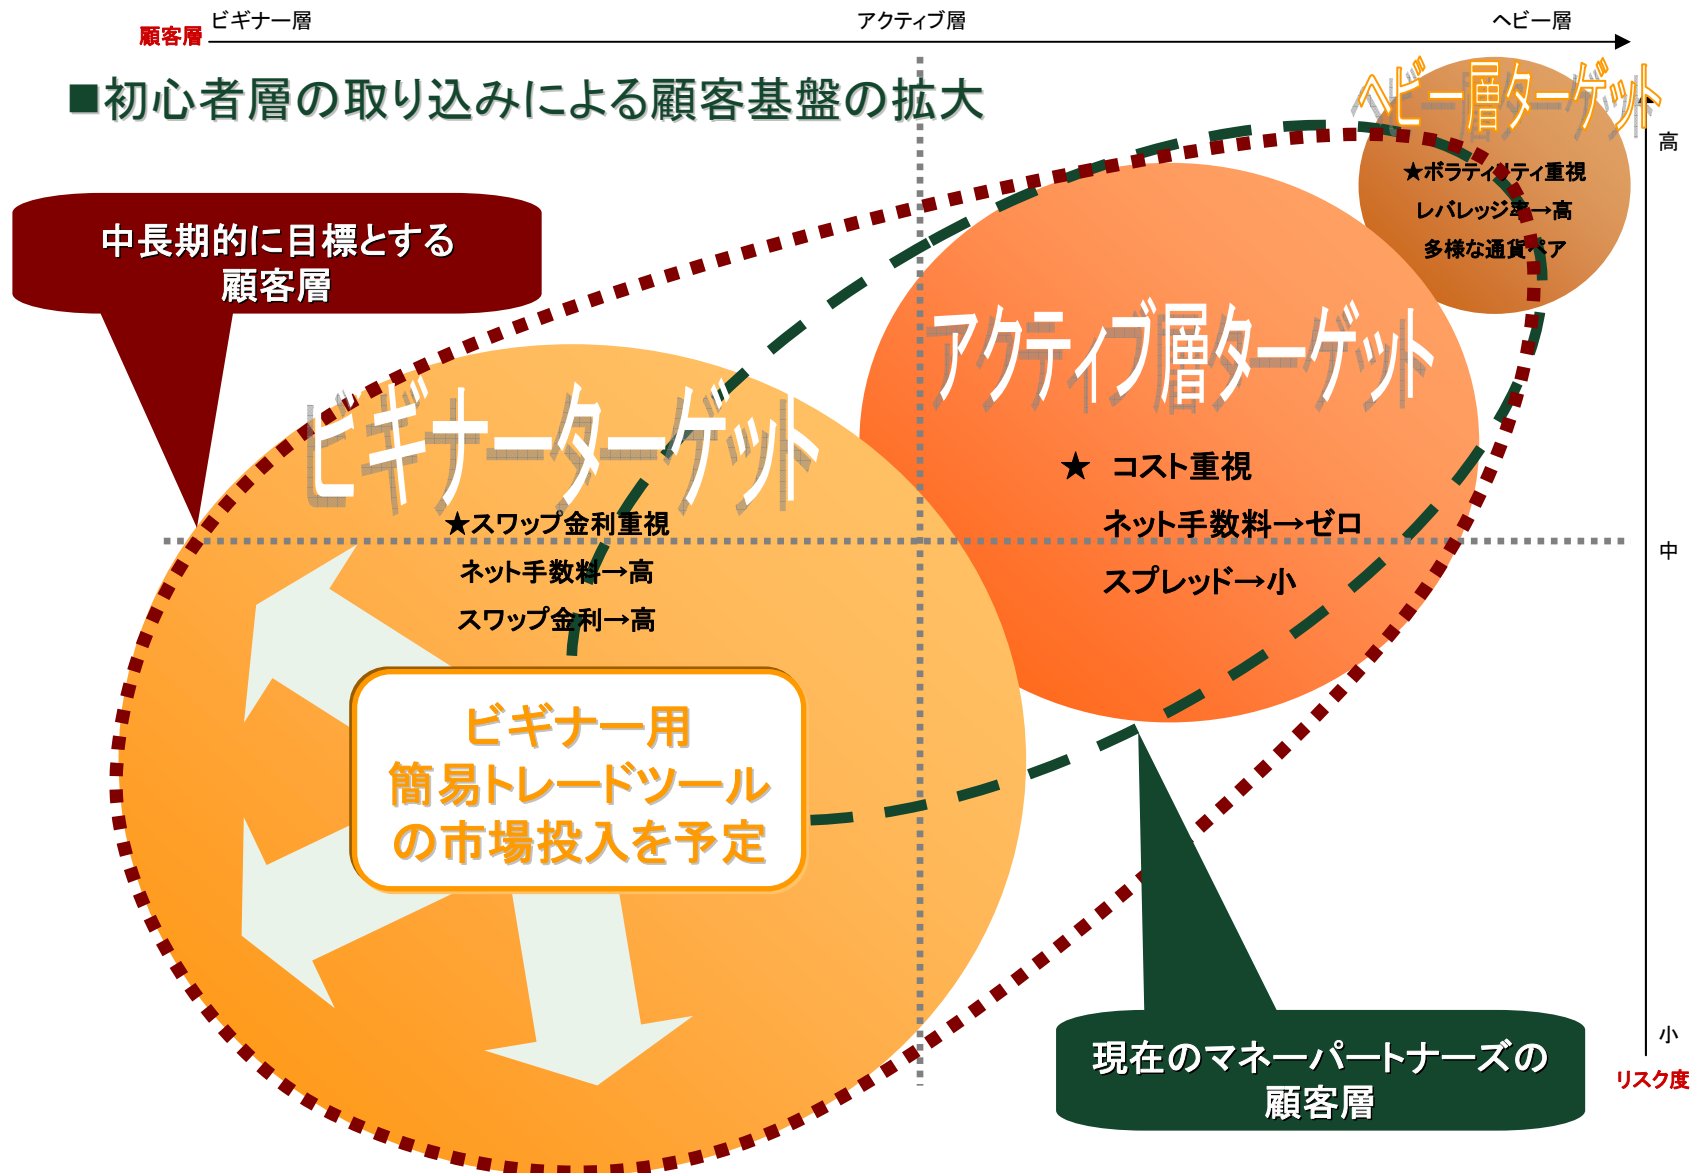 ビギナー層
アクティブ層
ヘビー層
顧客層
■初心者層の取り込みによる顧客基盤の拡大
ヘビー層ターゲット
高
★ボラティリティ重視
レバレッジ率→高
多様な通貨ペア
中長期的に目標とする
顧客層
アクティブ層ターゲット
★ コスト重視
ネット手数料→ゼロ
スプレッド→小
ビギナーターゲット
★スワップ金利重視
ネット手数料→高
スワップ金利→高
中
ビギナー用
簡易トレードツール
の市場投入を予定
現在のマネーパートナーズの
顧客層
小
リスク度